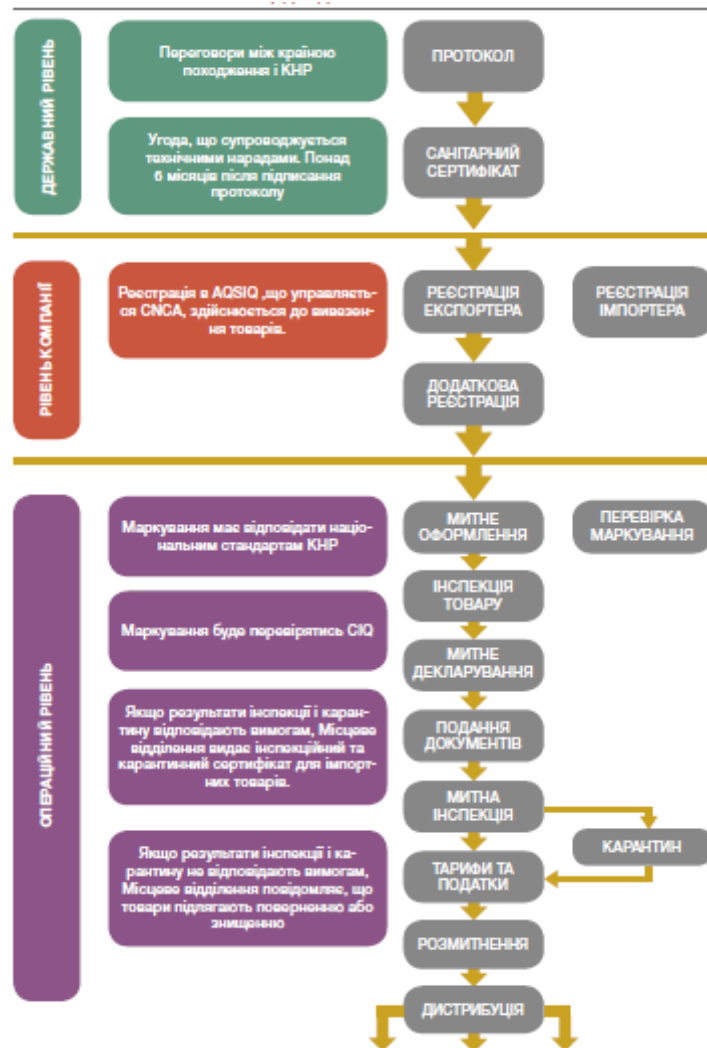 ДЕРЖАВНИЙ РІВЕНЬ
Переговори між країною
походження і КНР
ПРОТОКОЛ
Угода, що супроводжується
технічними нарадами. Понад
6 місяців після підписання
протоколу
САНІТАРНИЙ
СЕРТИФІКАТ
РІВЕНЬ КОМПАНІЇ
Реєстрація в AQSIQ ,що управляєть-
ся CNCA, здійснюється до вивезен-
ня товарів.
РЕЄСТРАЦІЯ
ЕКСПОРТЕРА
РЕЄСТРАЦІЯ
ІМПОРТЕРА
ДОДАТКОВА
РЕЄСТРАЦІЯ
ОПЕРАЦІЙНИЙ РІВЕНЬ
Маркування має відповідати націо-
нальним стандартам КНР
МИТНЕ
ОФОРМЛЕННЯ
ПЕРЕВІРКА
МАРКУВАННЯ
ІНСПЕКЦІЯ
ТОВАРУ
Маркування буде перевірятись CIQ
МИТНЕ
ДЕКЛАРУВАННЯ
Якщо результати інспекції і каран-
тину відповідають вимогам, Місцеве
відділення видає інспекційний та
карантинний сертифікат для імпорт-
них товарів.
ПОДАННЯ
ДОКУМЕНТІВ
МИТНА
ІНСПЕКЦІЯ
КАРАНТИН
Якщо результати інспекції і ка-
рантину не відповідають вимогам,
Місцеве відділення повідомляє, що
товари підлягають поверненню або
знищенню
ТАРИФИ ТА
ПОДАТКИ
РОЗМИТНЕННЯ
ДИСТРИБУЦІЯ